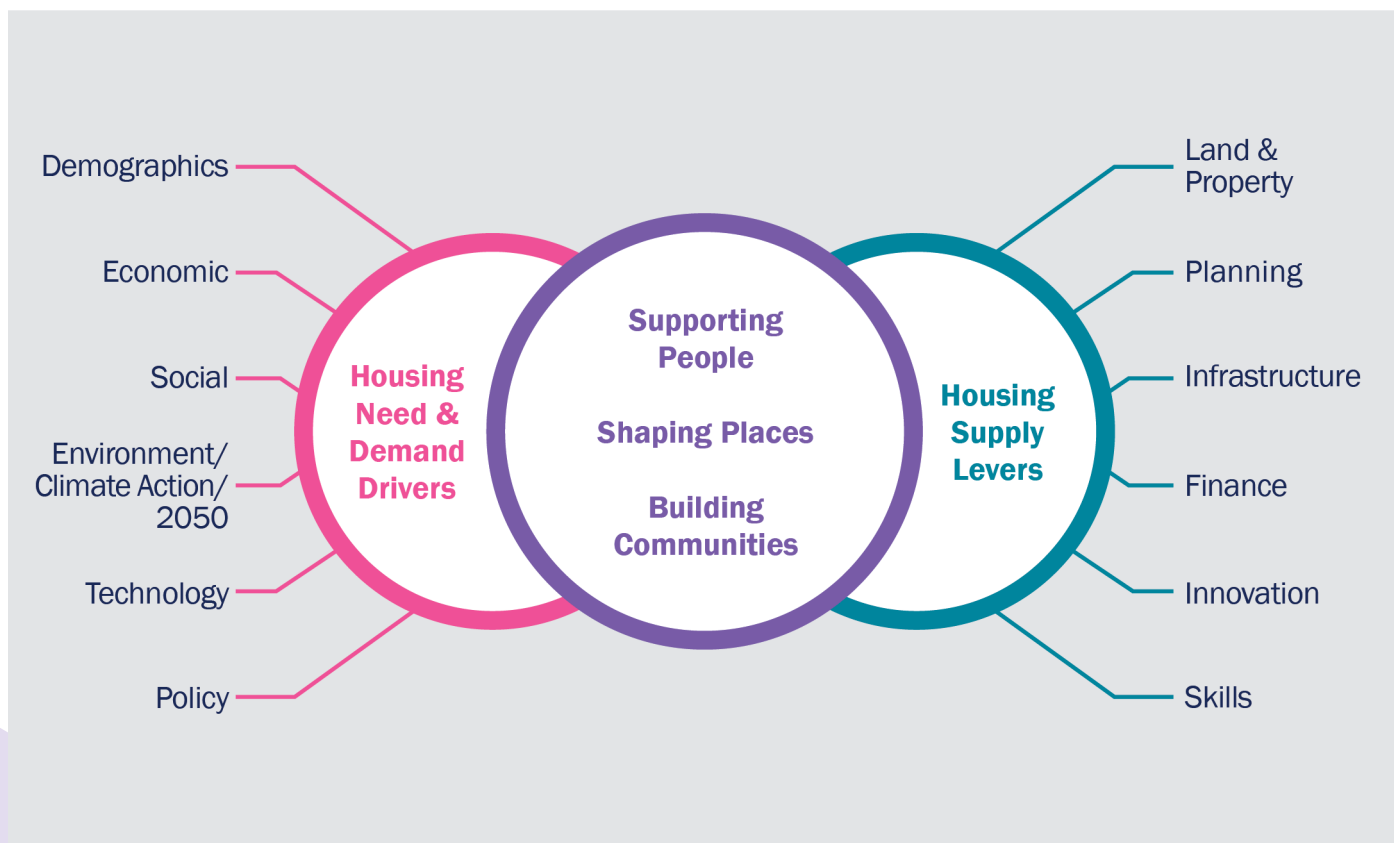 Demographics
Economic
Social
Environment/
Climate Action/
2050
Technology
Policy
Housing
Need &
Demand
Drivers
Supporting
People
Shaping Places
Building
Communities
Housing
Supply
Levers
Land &
Property
Planning
Infrastructure
Finance
Innovation
Skills